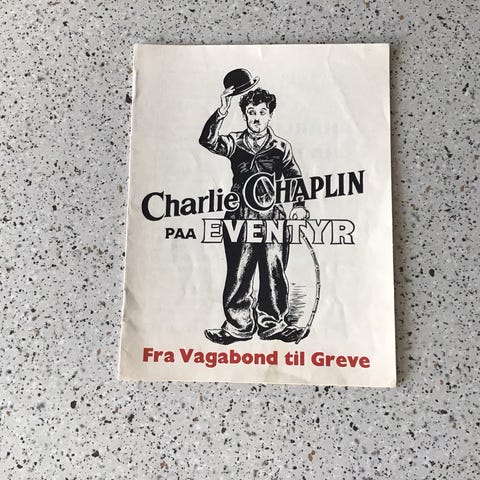 Charlie CHAPLIN
PAA EVENTYR
Fra Vagabond til Greve